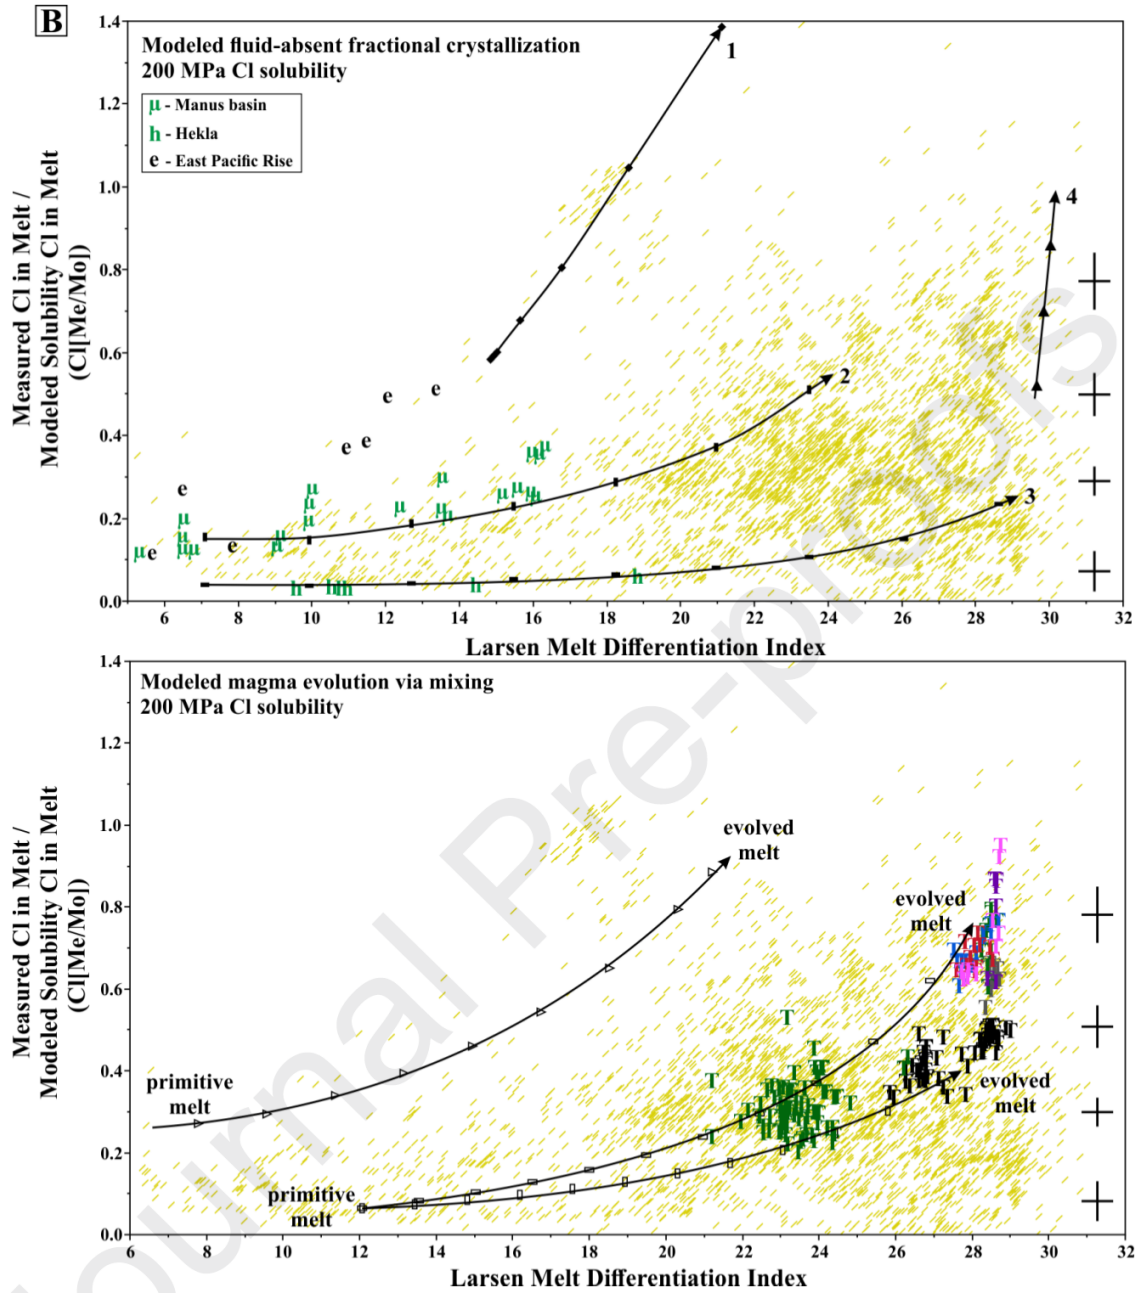 B
Modeled fluid-absent fractional crystallization
200 MPa Cl solubility
μ - Manus basin
h - Hekla
e - East Pacific Rise
Measured Cl in Melt /
Modeled Solubility Cl in Melt
(Cl[Me/Mo])
1.4
1.2
1.0
0.8
0.6
0.4
0.2
0.0
1
2
3
4
6 8 10 12 14 16 18 20 22 24 26 28 30 32
Larsen Melt Differentiation Index
Modeled magma evolution via mixing
200 MPa Cl solubility
Measured Cl in Melt /
Modeled Solubility Cl in Melt
(Cl[Me/Mo])
1.4
1.2
1.0
0.8
0.6
0.4
0.2
0.0
evolved
melt
evolved
melt
primitive
melt
evolved
melt
primitive
melt
6 8 10 12 14 16 18 20 22 24 26 28 30 32
Larsen Melt Differentiation Index
Journal Pre-proofs